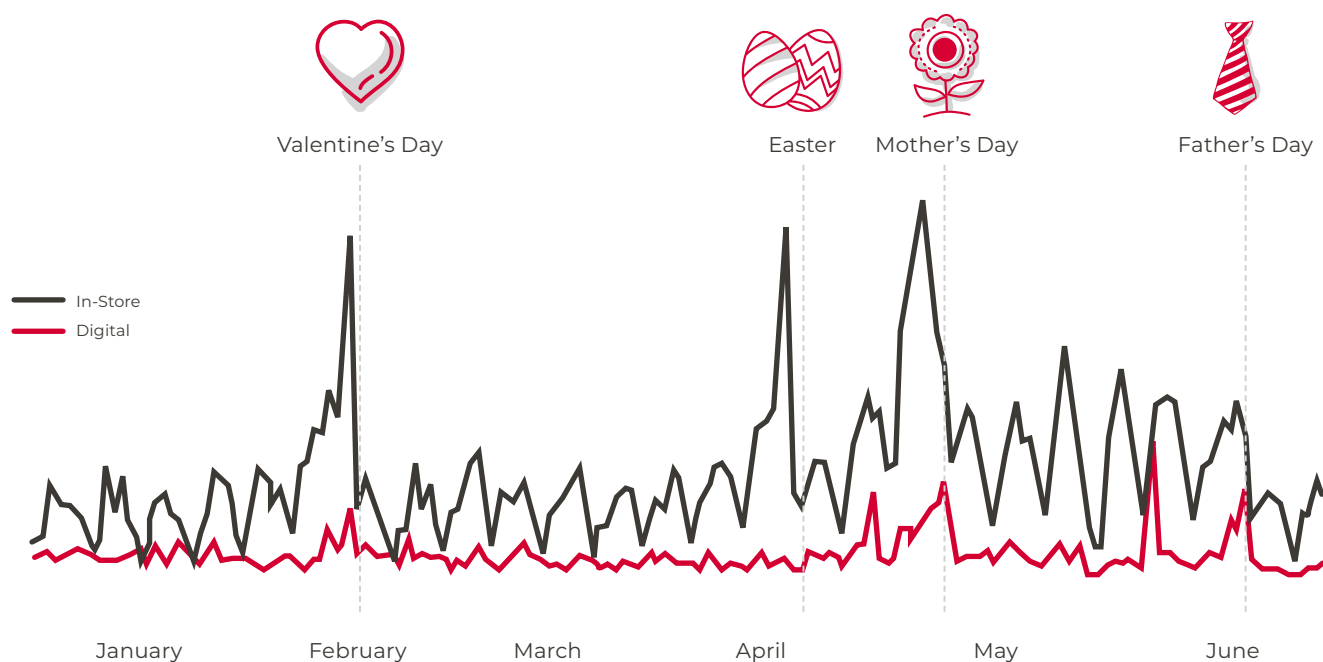 Valentine’s Day
Easter
Mother’s Day
Father’s Day
In-Store
Digital
January
February
March
April
May
June